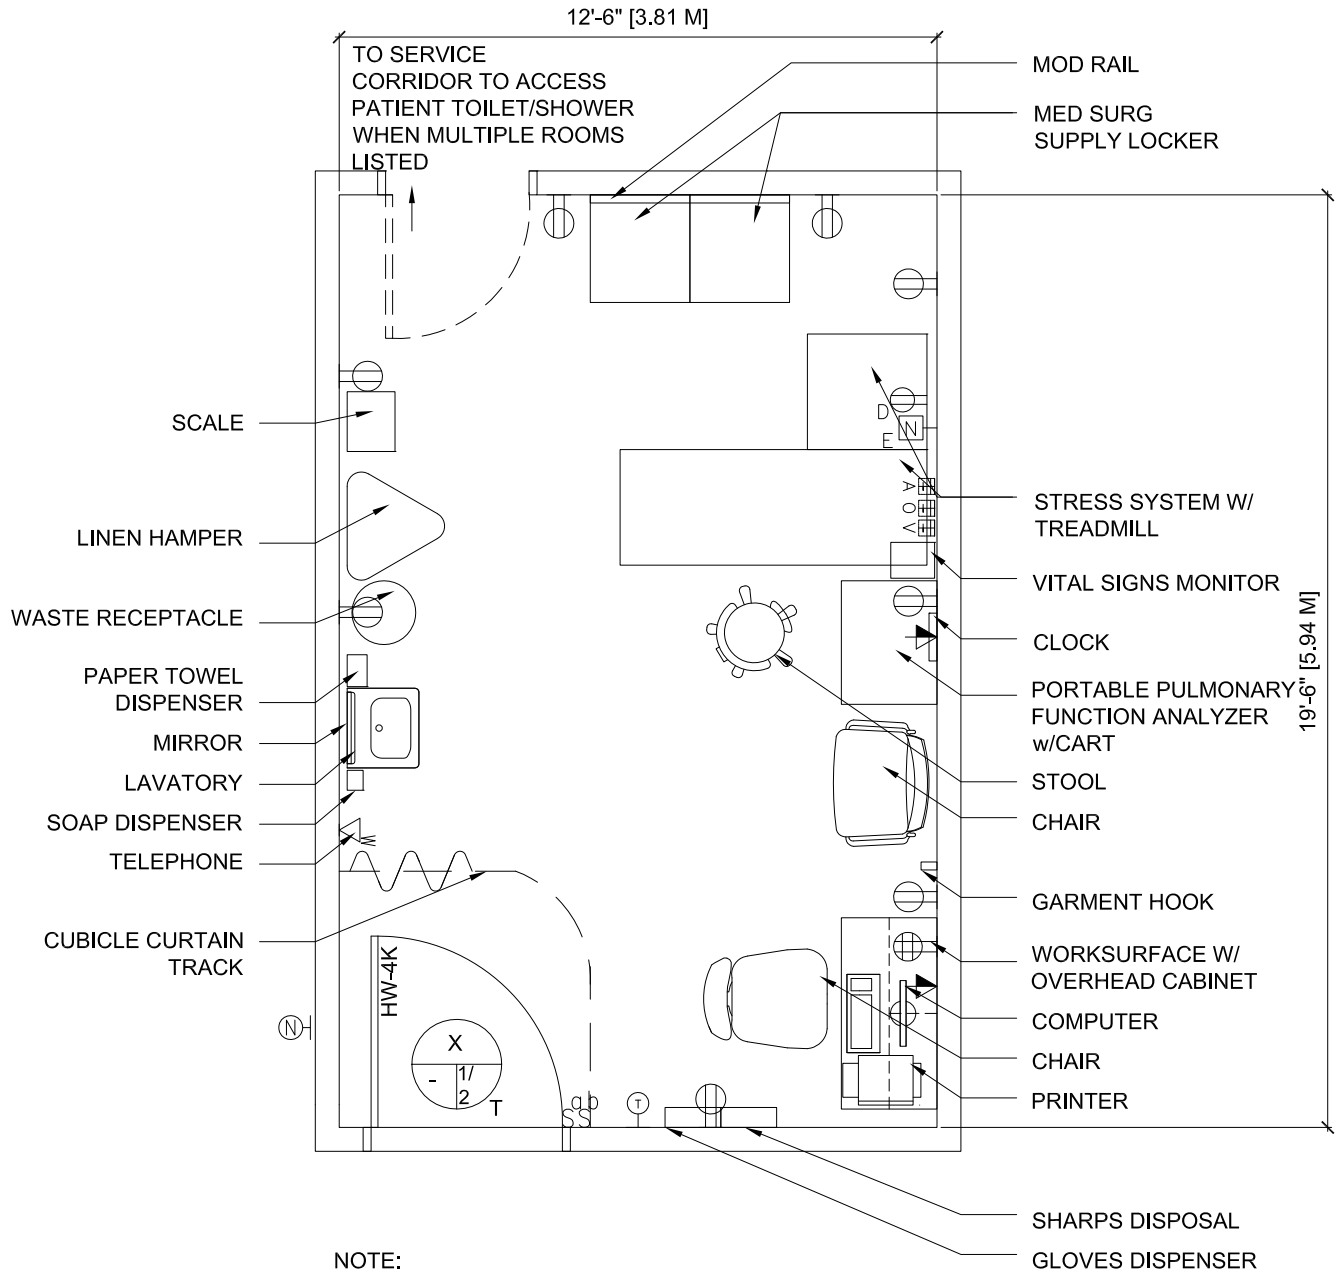 12'-6" [3.81 M]
TO SERVICE
CORRIDOR TO ACCESS
PATIENT TOILET/SHOWER
WHEN MULTIPLE ROOMS
LISTED
MOD RAIL
MED SURG
SUPPLY LOCKER
SCALE
LINEN HAMPER
WASTE RECEPTACLE
PAPER TOWEL
DISPENSER
MIRROR
LAVATORY
SOAP DISPENSER
TELEPHONE
CUBICLE CURTAIN
TRACK
D
N
E
A
O
V
W
HW-4K
N
X
-
1/
2
T
ab
SS
T
STRESS SYSTEM W/
TREADMILL
VITAL SIGNS MONITOR
CLOCK
PORTABLE PULMONARY
FUNCTION ANALYZER
w/CART
STOOL
CHAIR
GARMENT HOOK
WORKSURFACE W/
OVERHEAD CABINET
COMPUTER
CHAIR
PRINTER
19'-6" [5.94 M]
SHARPS DISPOSAL
GLOVES DISPENSER
NOTE: